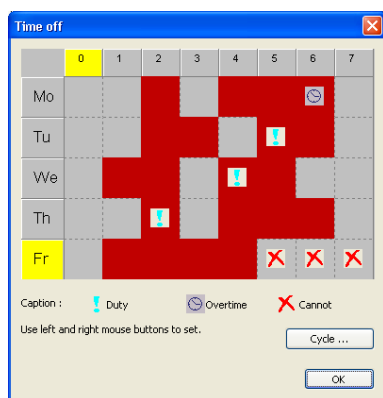 Time off
0 1 2 3 4 5 6 7
Mo
Tu
We
Th
Fr
Caption : Duty Overtime Cannot
Use left and right mouse buttons to set.
Cycle ...
OK